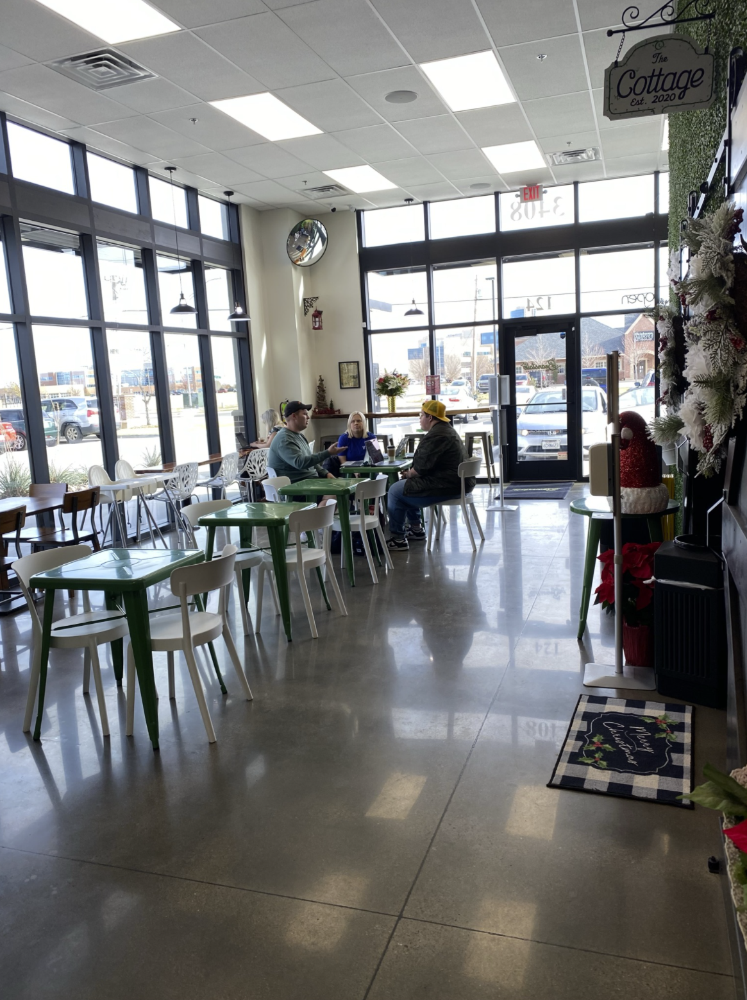 The
Cottage
Est. 2020
EXIT
3408
124
open
Merry
Christmas